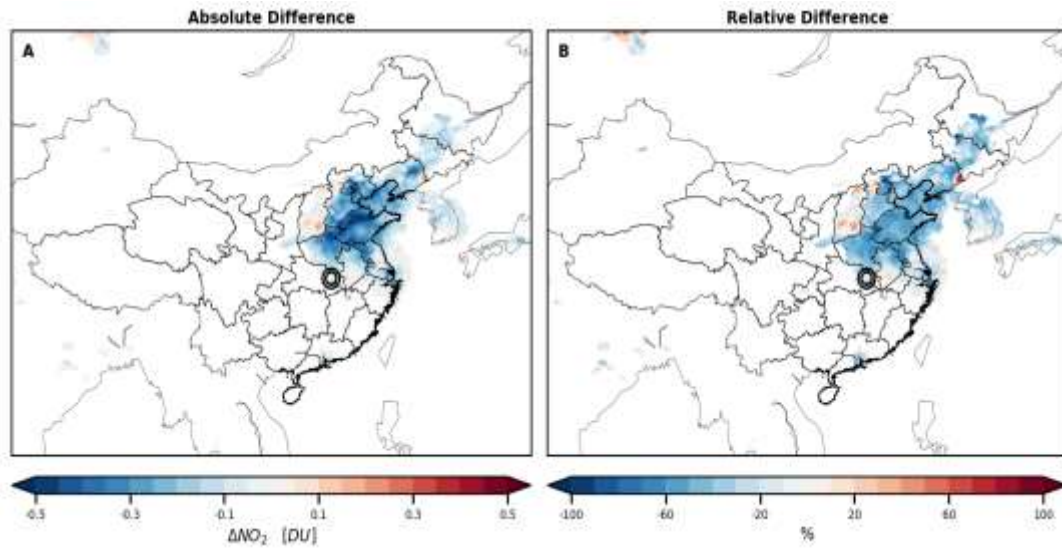 Absolute Difference
Relative Difference
A
B
-0.5 -0.3 -0.1 0.1 0.3 0.5
-100 -60 -20 20 60 100
ΔNO₂ [DU]
%